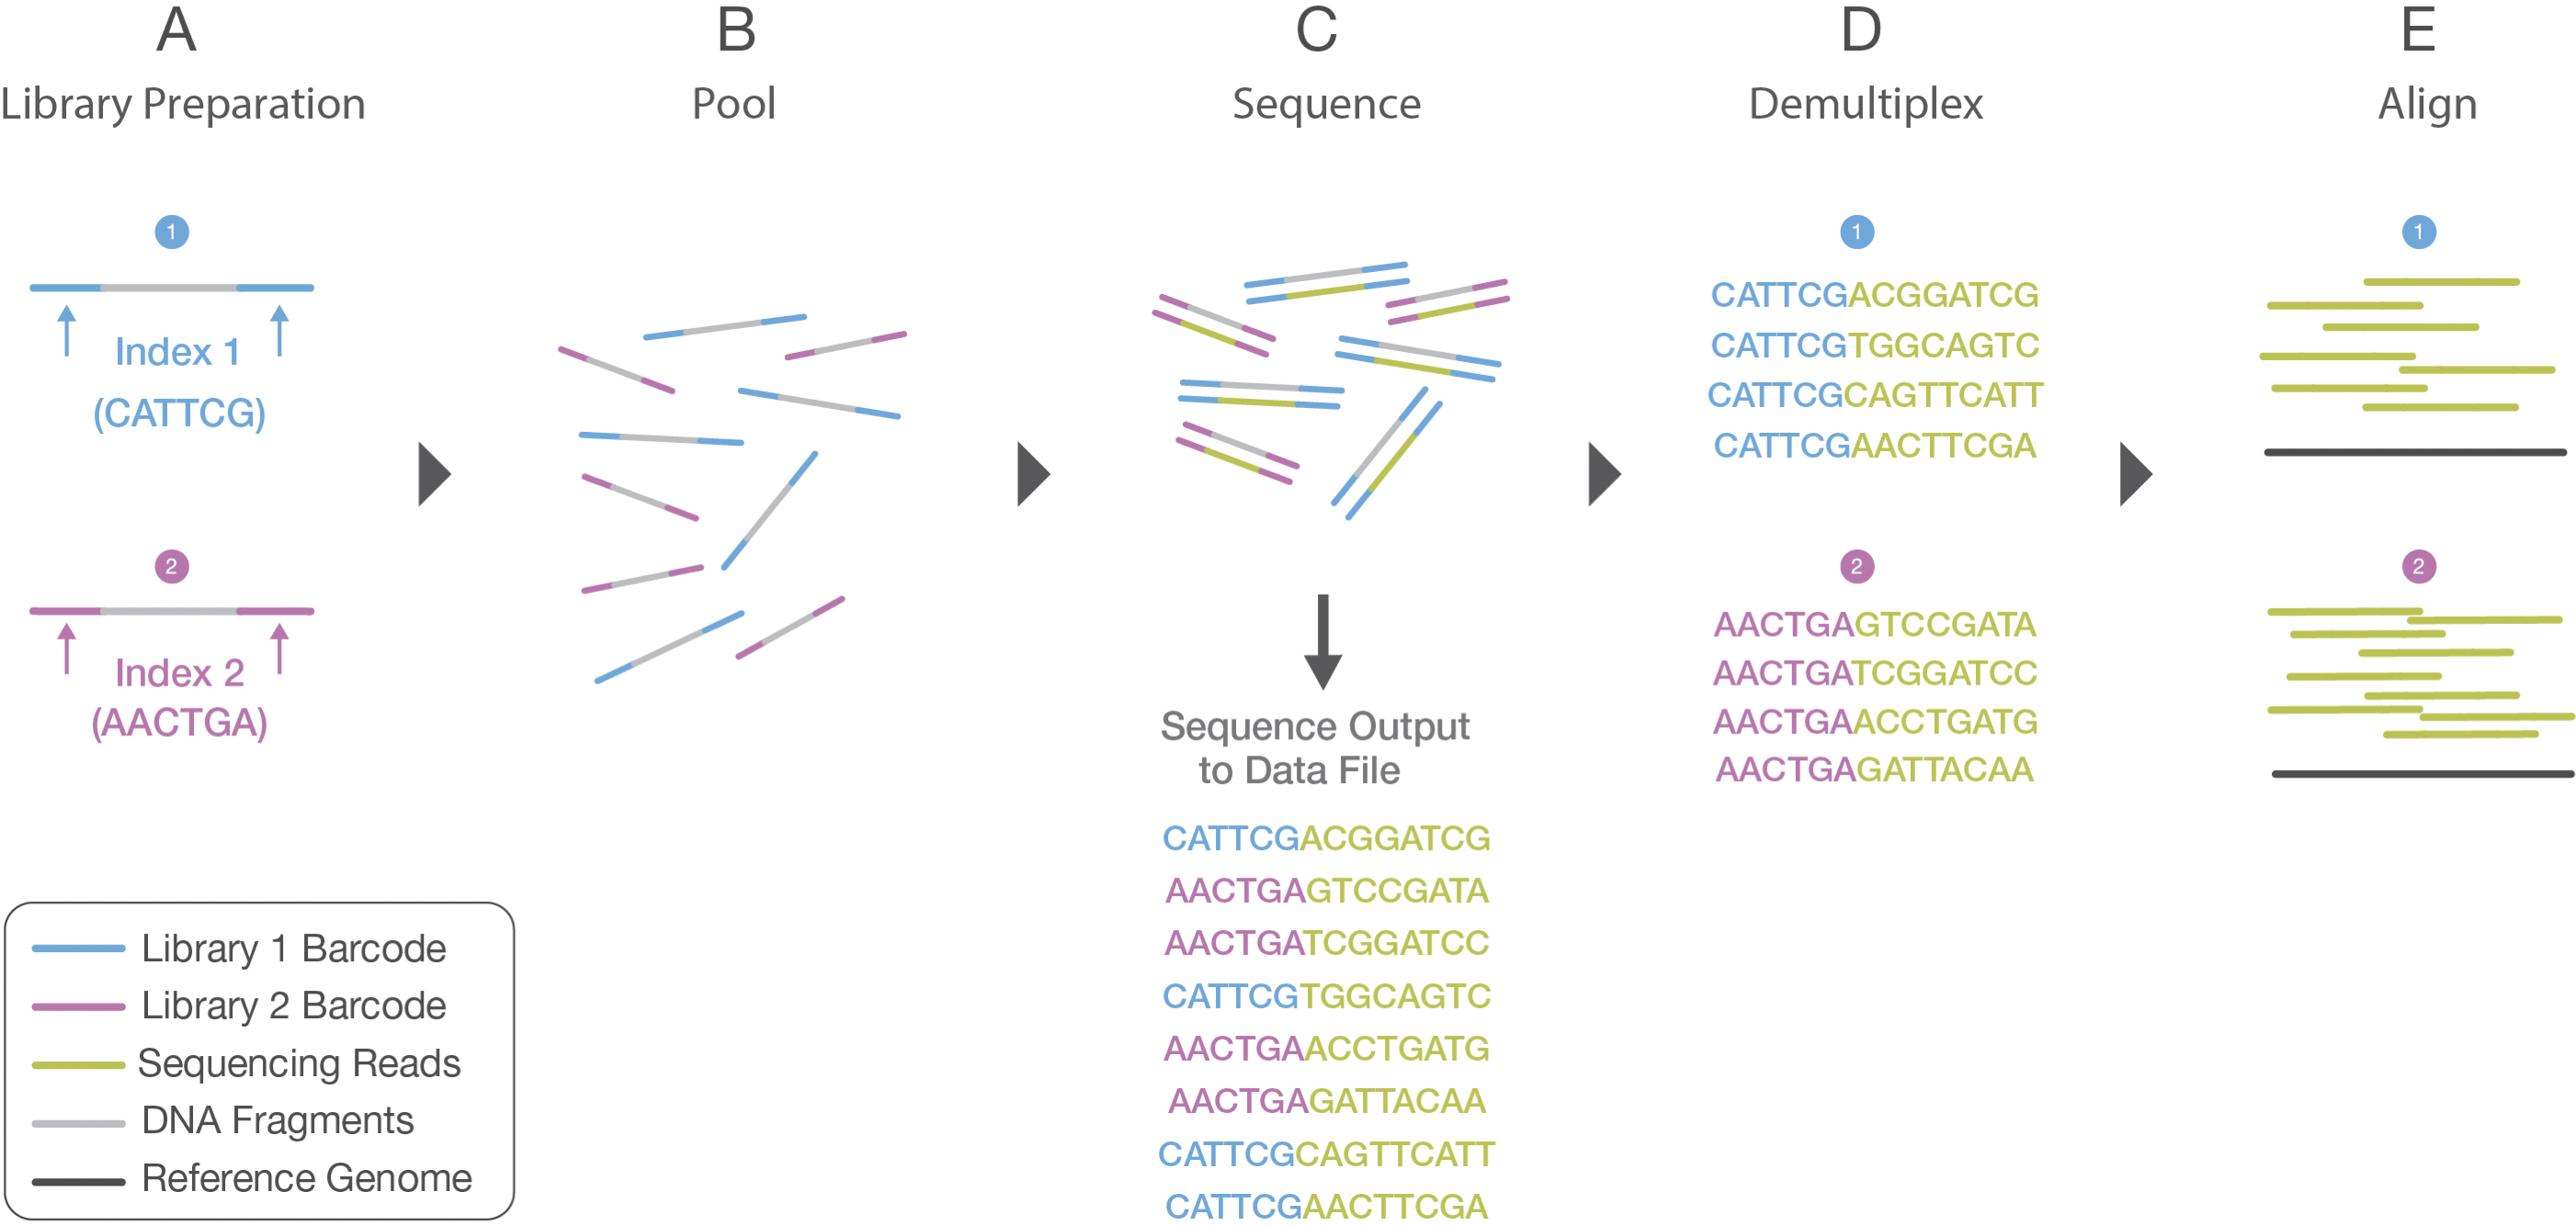 A
Library Preparation
1
Index 1
(CATTCG)
2
Index 2
(AACTGA)
B
Pool
C
Sequence
Sequence Output
to Data File
CATTCGACGGATCG
AACTGAGTCCGATA
AACTGATCGGATCC
CATTCGTGGCAGTC
AACTGAACCTGATG
AACTGAGATTACAA
CATTCGCAGTTCATT
CATTCGAACTTCGA
D
Demultiplex
1
CATTCGACGGATCG
CATTCGTGGCAGTC
CATTCGCAGTTCATT
CATTCGAACTTCGA
2
AACTGAGTCCGATA
AACTGATCGGATCC
AACTGAACCTGATG
AACTGAGATTACAA
E
Align
1
2
Library 1 Barcode
Library 2 Barcode
Sequencing Reads
DNA Fragments
Reference Genome